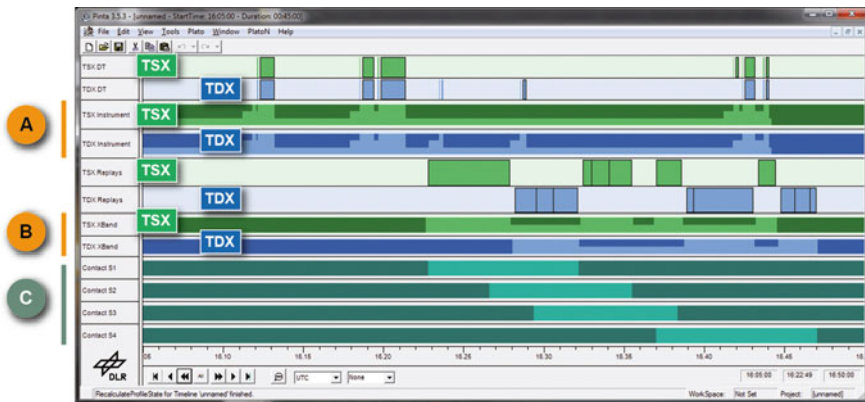 Pinta 3.5.3 - [unnamed - StartTime: 16:05:00 - Duration: 00:45:00]
File Edit View Tools Plato Window PlatoN Help
TSX.DT TSX
TDX.DT TDX
A
TSX.Instrument TSX
TDX.Instrument TDX
TSX.Replays TSX
TDX.Replays TDX
B
TSX.XBand TSX
TDX.XBand TDX
C
Contact S1
Contact S2
Contact S3
Contact S4
05 16.10 16.15 16.20 16.25 16.30 16.35 16.40 16.45 16.
DLR
All UTC None 16:05:00 16:22:49 16:50:00
RecalculateProfileState for Timeline 'unnamed' finished. WorkSpace: Not Set Project: [unnamed]